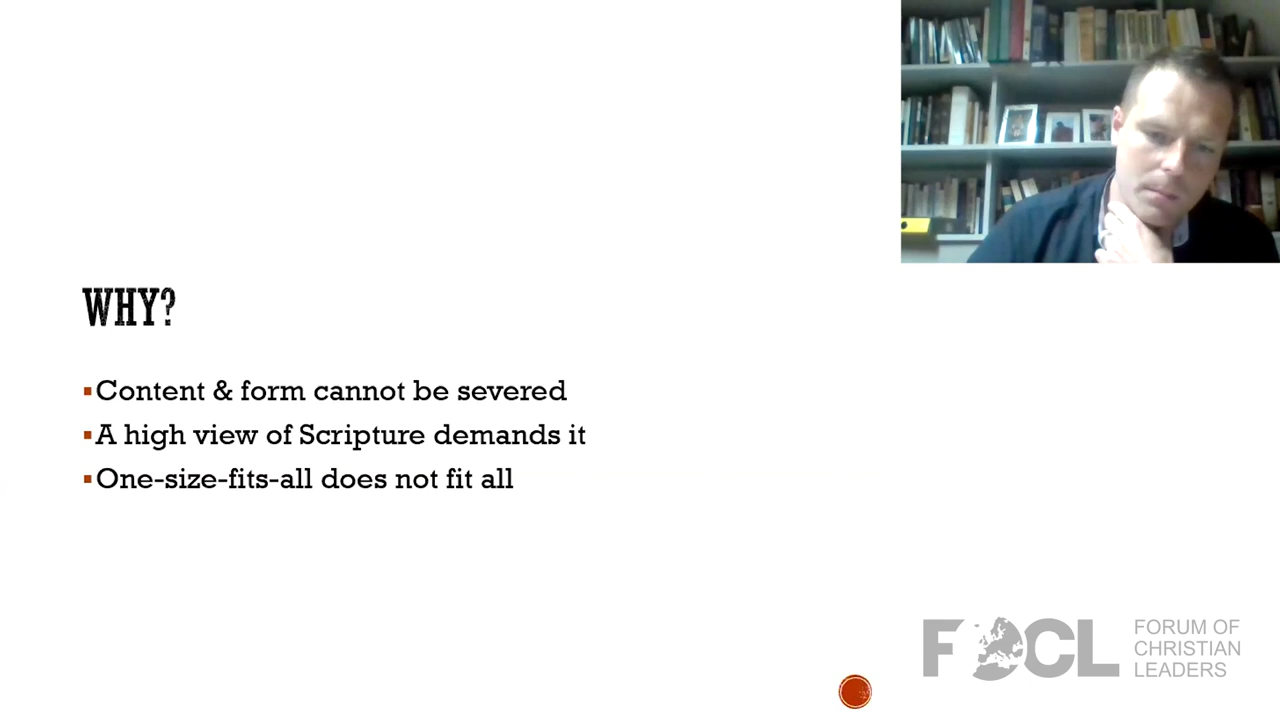 WHY?
Content & form cannot be severed
A high view of Scripture demands it
One-size-fits-all does not fit all
FOCL
FORUM OF
CHRISTIAN
LEADERS